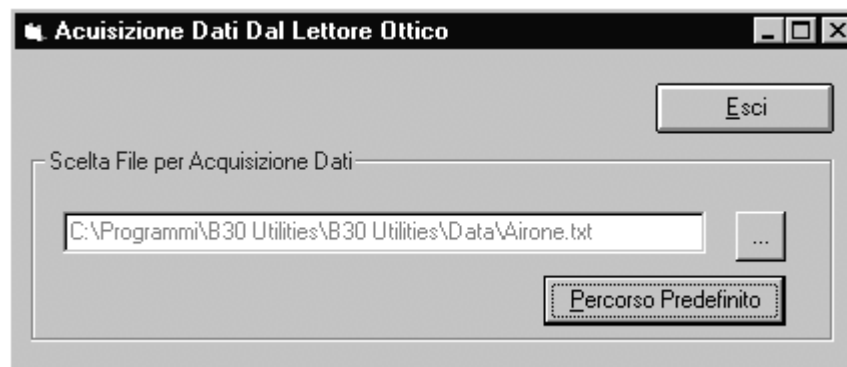 Acuisizione Dati Dal Lettore Ottico
Esci
Scelta File per Acquisizione Dati
C:\Programmi\B30 Utilities\B30 Utilities\Data\Airone.txt
...
Percorso Predefinito